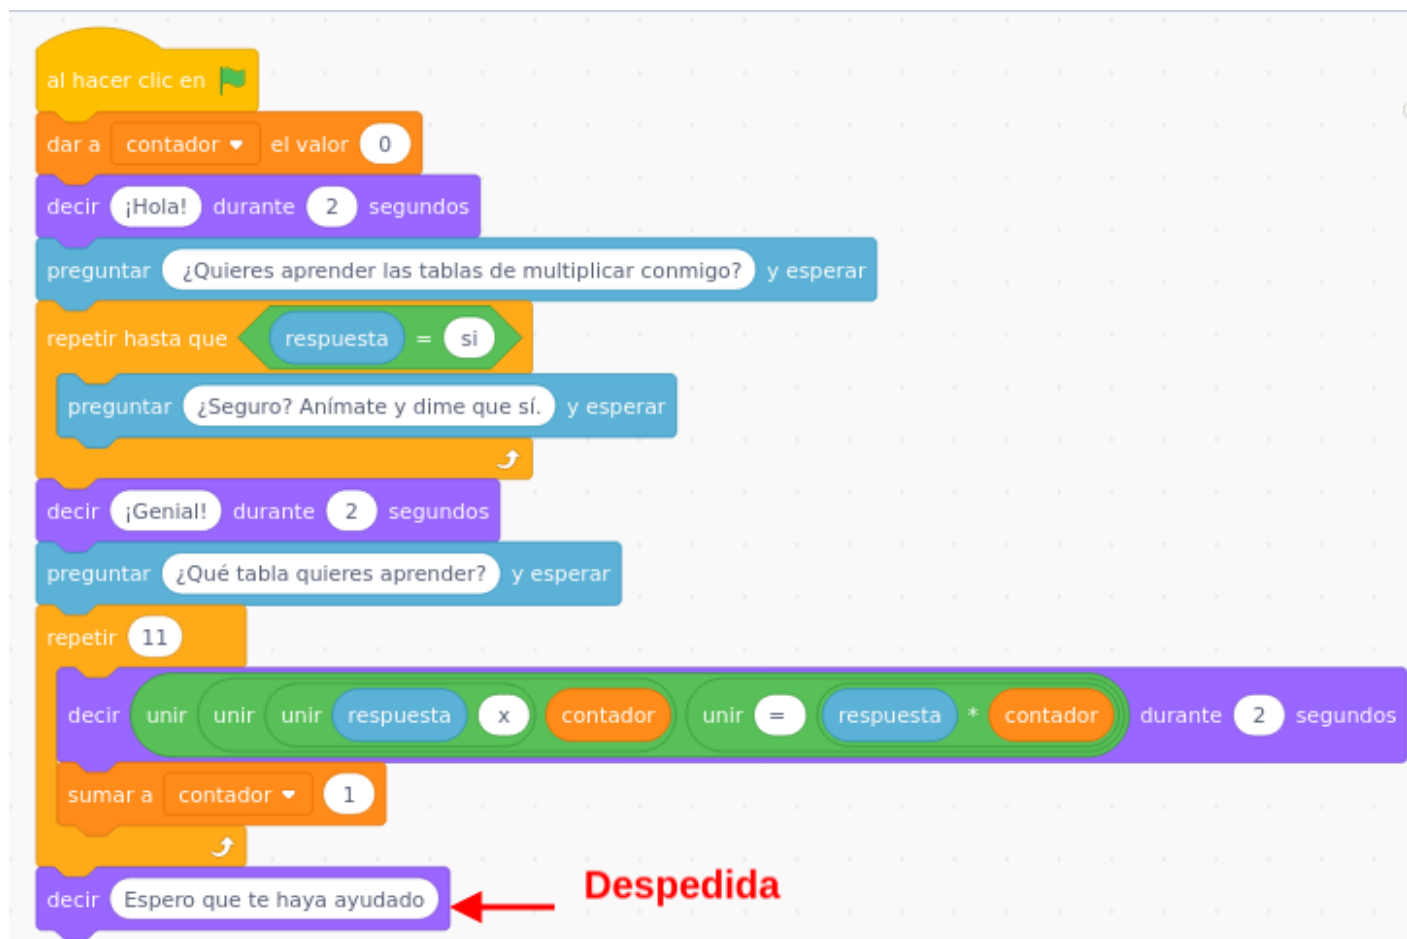 al hacer clic en
dar a contador el valor 0
decir ¡Hola! durante 2 segundos
preguntar ¿Quieres aprender las tablas de multiplicar conmigo? y esperar
repetir hasta que respuesta = si
preguntar ¿Seguro? Anímate y dime que sí. y esperar
decir ¡Genial! durante 2 segundos
preguntar ¿Qué tabla quieres aprender? y esperar
repetir 11
decir unir unir unir respuesta x contador unir = respuesta * contador durante 2 segundos
sumar a contador 1
decir Espero que te haya ayudado
Despedida